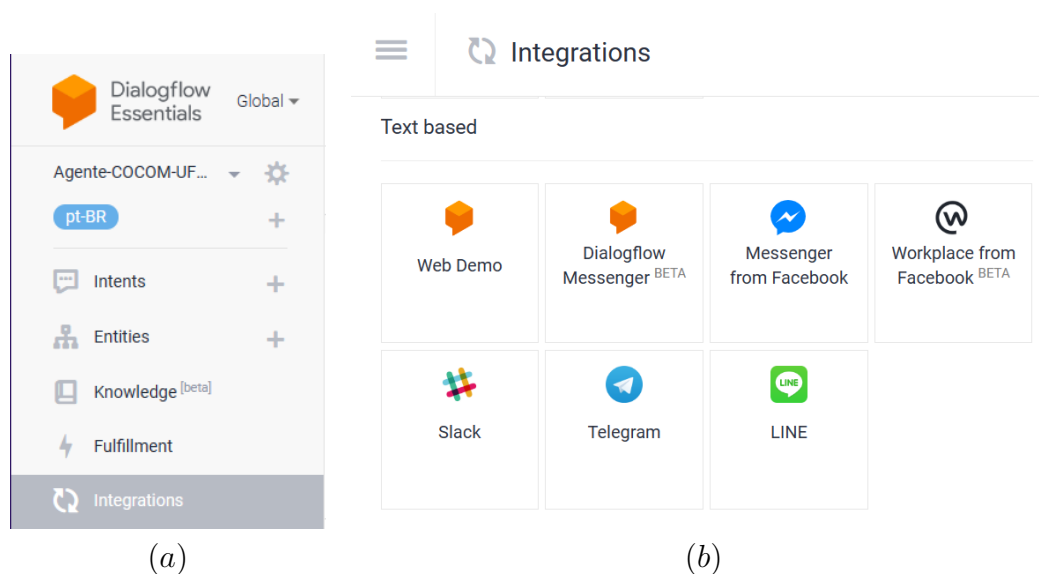 Dialogflow
Essentials
Global
Agente-COCOM-UF...
pt-BR
Intents
Entities
Knowledge [beta]
Fulfillment
Integrations
(a)
Integrations
Text based
Web Demo
Dialogflow
Messenger BETA
Messenger
from Facebook
Workplace from
Facebook BETA
Slack
Telegram
LINE
LINE
(b)